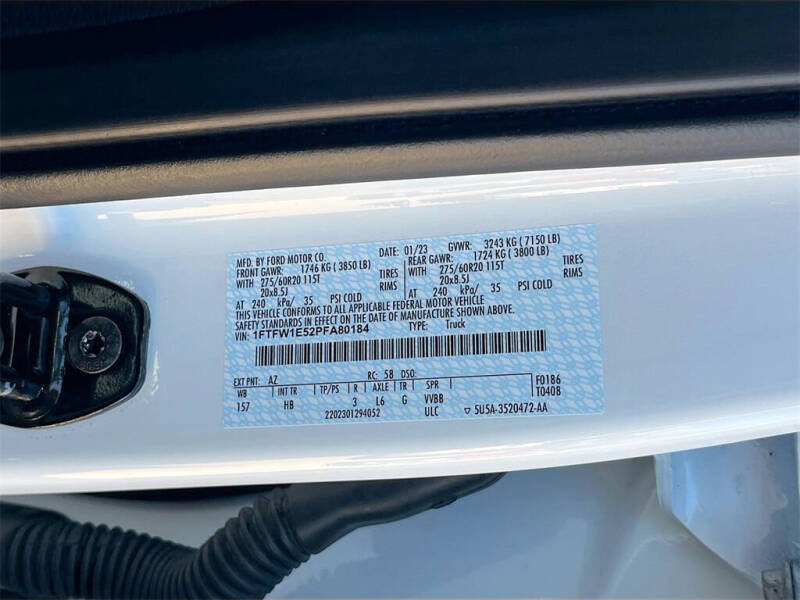 MFD. BY FORD MOTOR CO. DATE: 01/23 GVWR: 3243 KG ( 7150 LB)
FRONT GAWR: 1746 KG ( 3850 LB) REAR GAWR: 1724 KG ( 3800 LB)
WITH 275/60R20 115T TIRES WITH 275/60R20 115T TIRES
20x8.5J RIMS 20x8.5J RIMS
AT 240 kPa/ 35 PSI COLD AT 240 kPa/ 35 PSI COLD
THIS VEHICLE CONFORMS TO ALL APPLICABLE FEDERAL MOTOR VEHICLE
SAFETY STANDARDS IN EFFECT ON THE DATE OF MANUFACTURE SHOWN ABOVE.
VIN: 1FTFW1E52PFA80184 TYPE: Truck
EXT PNT: AZ RC: 58 DSO: F0186
WB INT TR TP/PS R AXLE TR SPR T0408
157 HB 3 L6 G VVBB
2202301294052 ULC ▽ 5U5A-3520472-AA